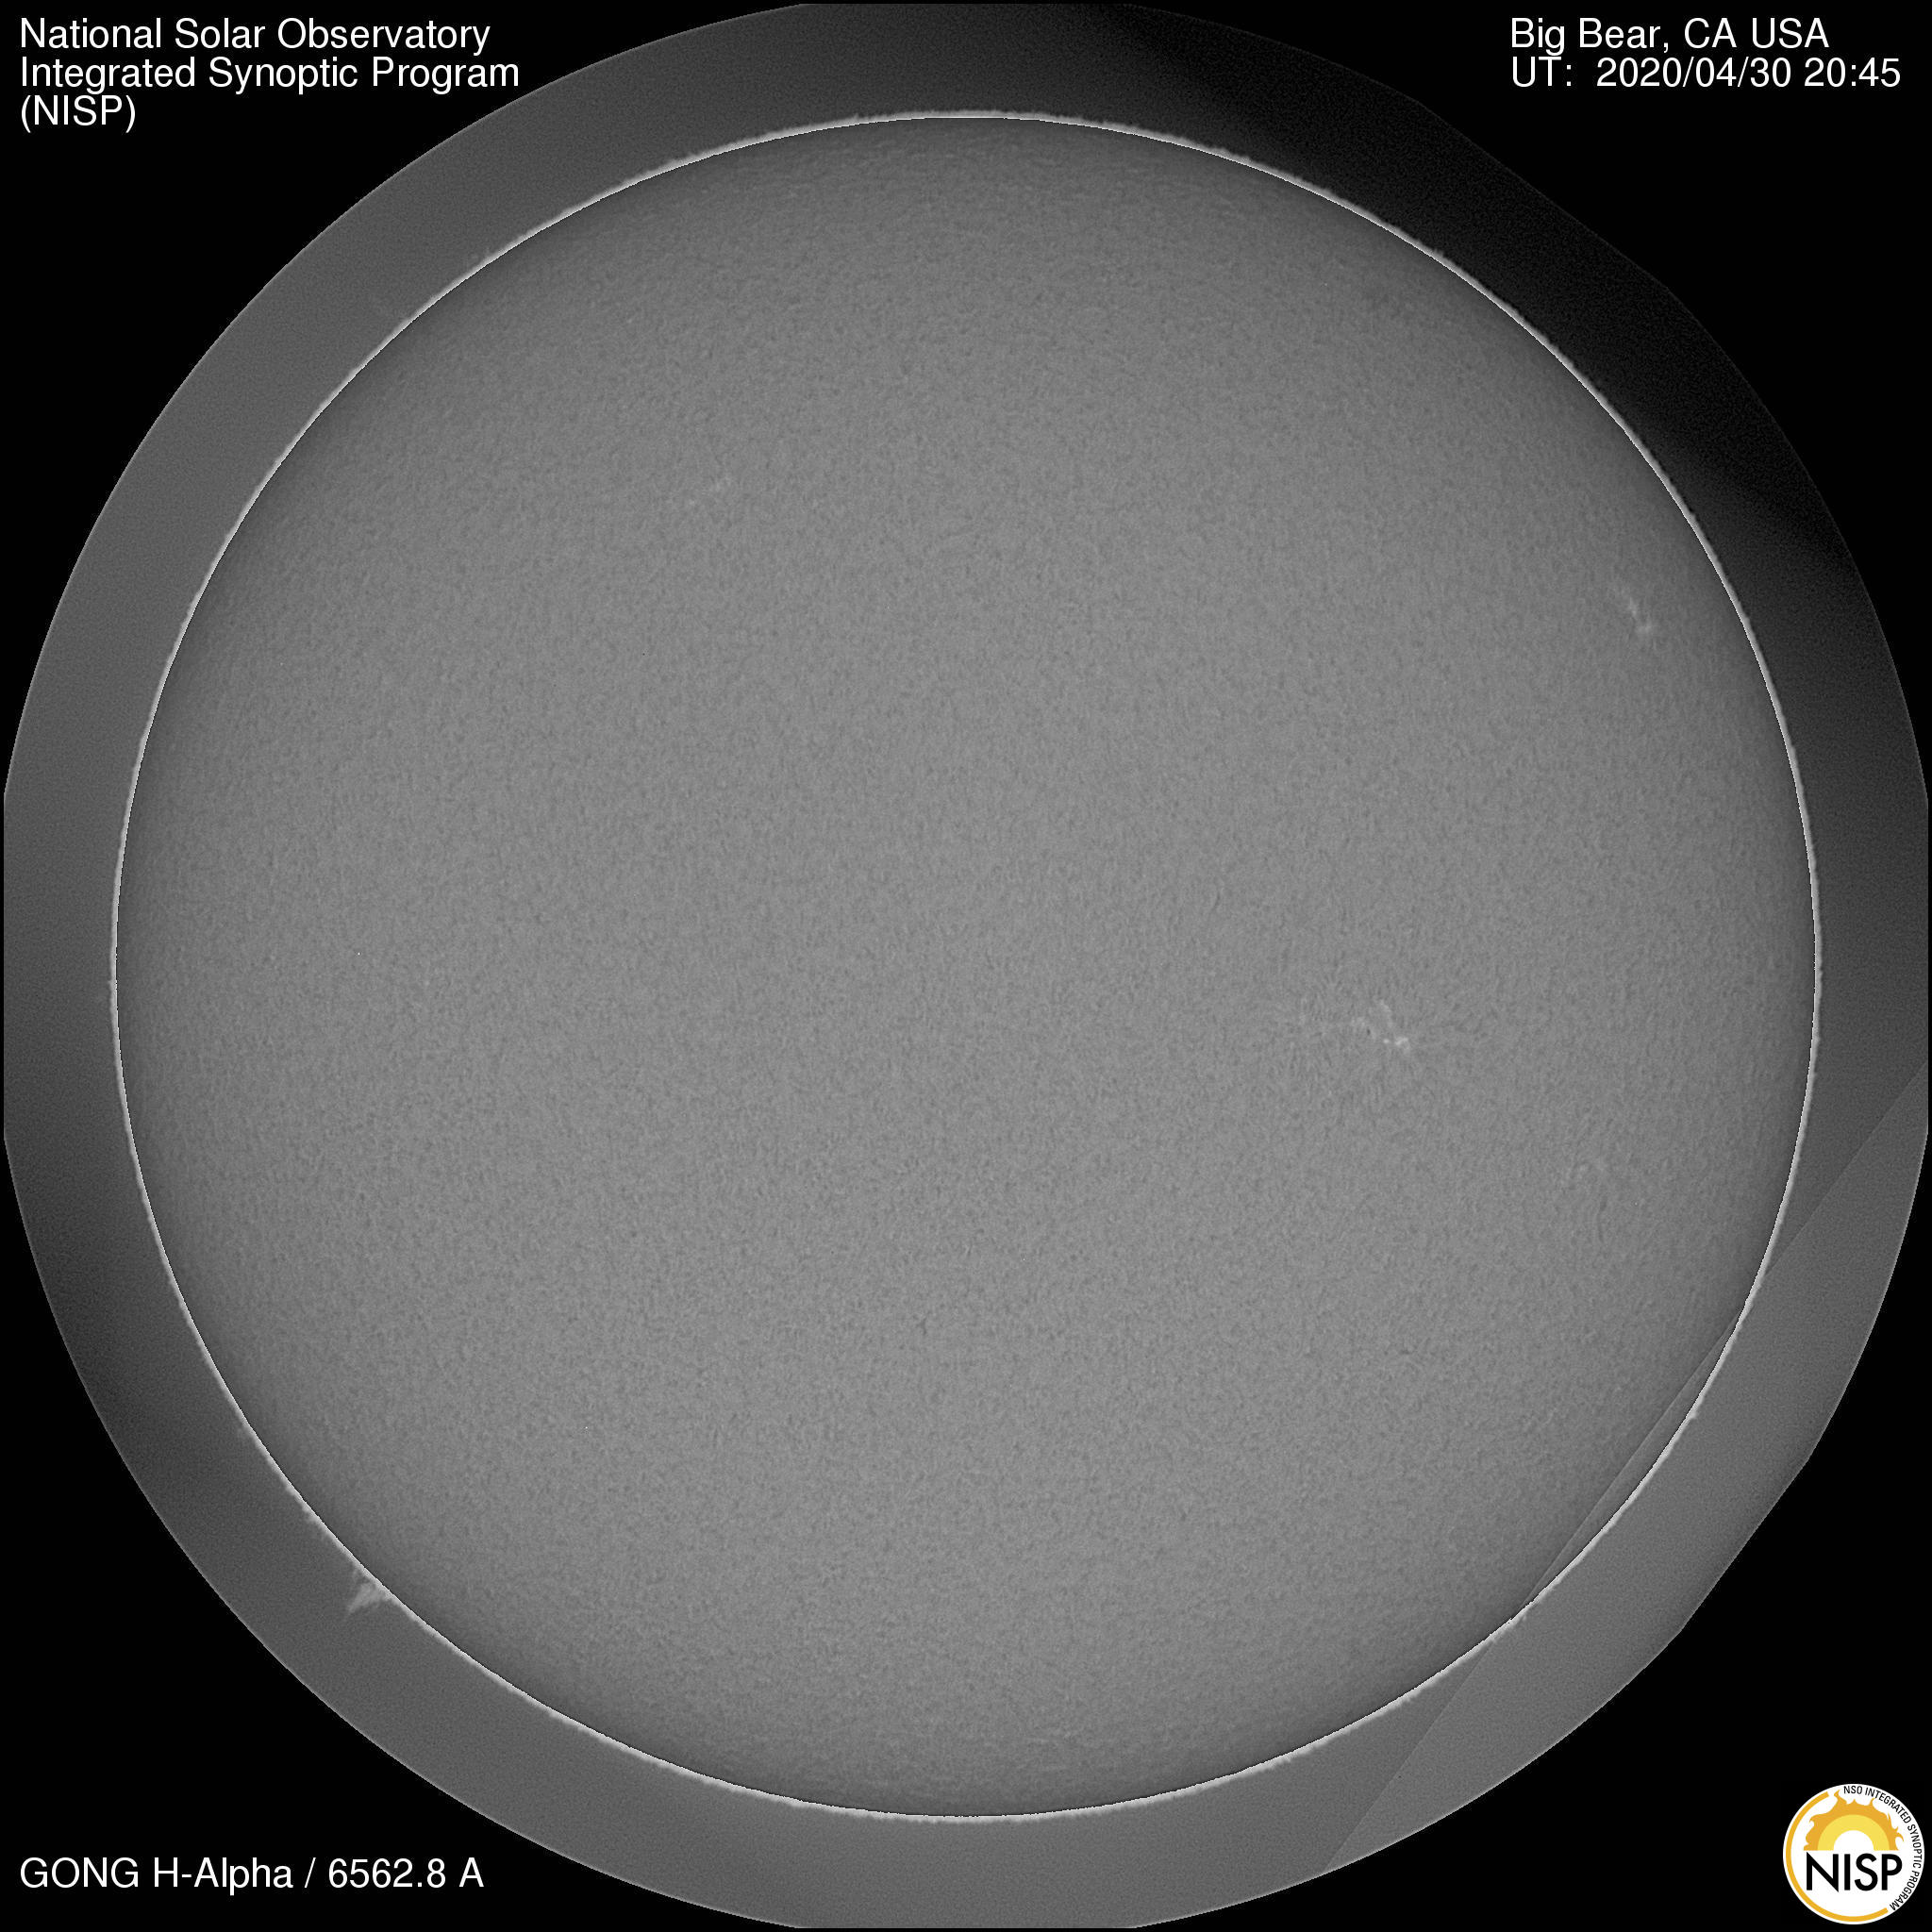 National Solar Observatory
Integrated Synoptic Program
(NISP)
Big Bear, CA USA
UT: 2020/04/30 20:45
GONG H-Alpha / 6562.8 A
NSO INTEGRATED SYNOPTIC PROGRAM
NISP